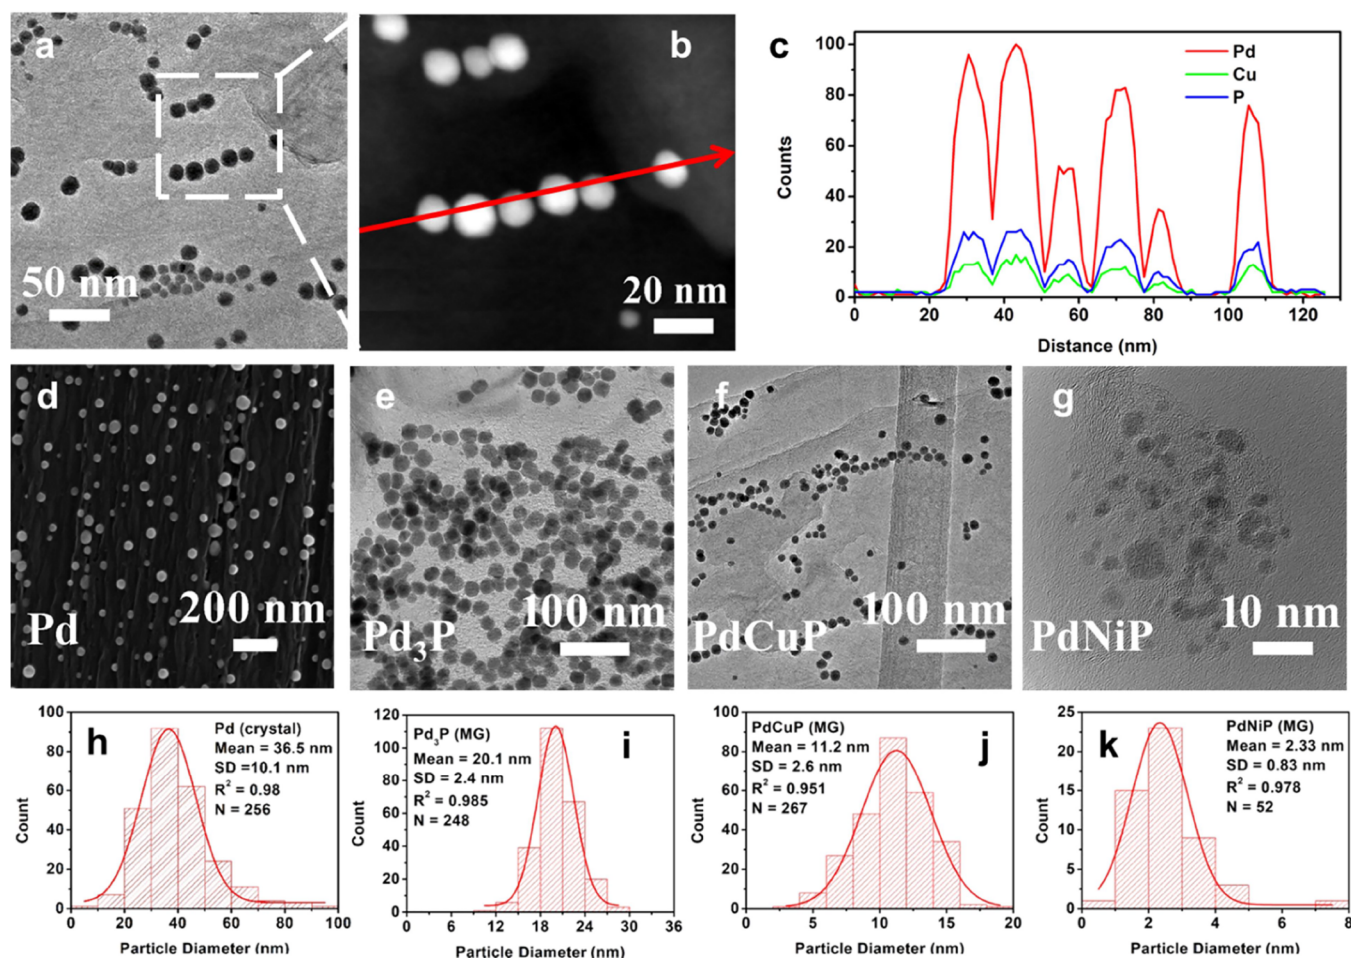 a
50 nm
b
20 nm
c
Pd
Cu
P
100
80
60
40
20
0
Counts
0 20 40 60 80 100 120
Distance (nm)
d
200 nm
Pd
e
100 nm
Pd₃P
f
100 nm
PdCuP
g
10 nm
PdNiP
h
Pd (crystal)
Mean = 36.5 nm
SD =10.1 nm
R² = 0.98
N = 256
100
80
60
40
20
0
Count
0 20 40 60 80 100
Particle Diameter (nm)
i
Pd₃P (MG)
Mean = 20.1 nm
SD = 2.4 nm
R² = 0.985
N = 248
120
100
80
60
40
20
0
Count
0 6 12 18 24 30 36
Particle Diameter (nm)
j
PdCuP (MG)
Mean = 11.2 nm
SD = 2.6 nm
R² = 0.951
N = 267
100
80
60
40
20
0
Count
0 5 10 15 20
Particle Diameter (nm)
k
PdNiP (MG)
Mean = 2.33 nm
SD = 0.83 nm
R² = 0.978
N = 52
25
20
15
10
5
0
Count
0 2 4 6 8
Particle Diameter (nm)